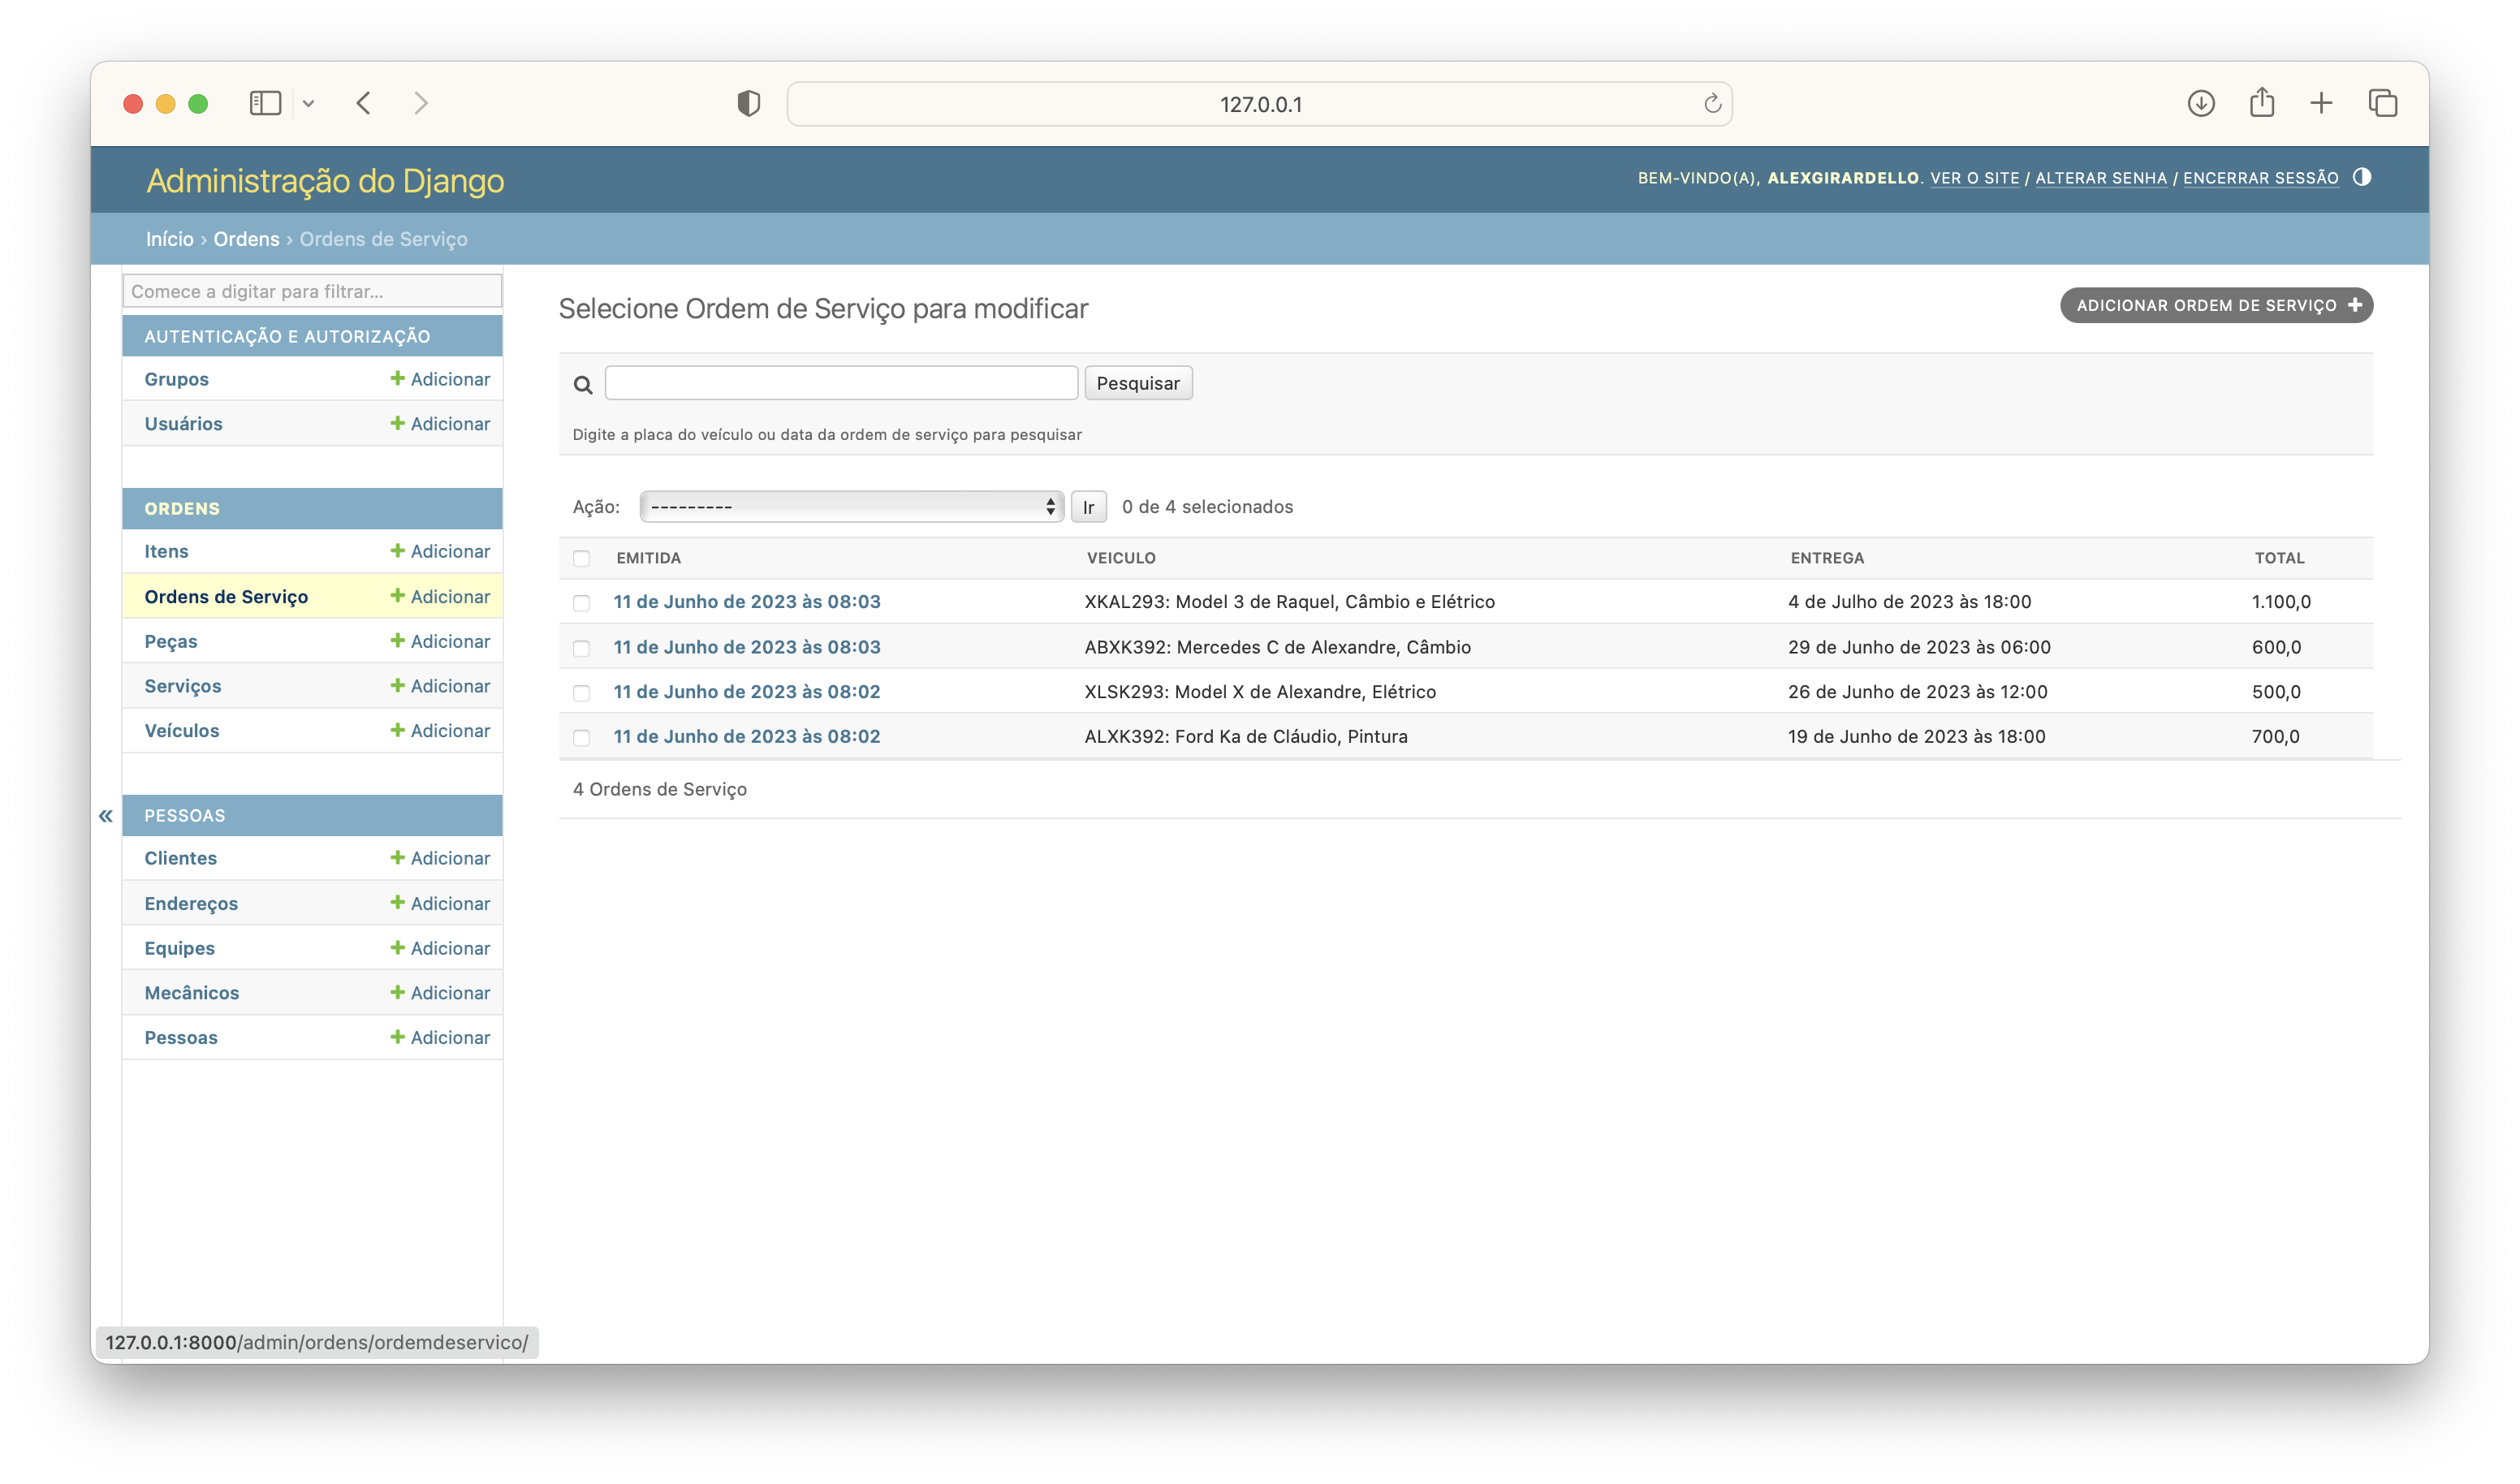 127.0.0.1
Administração do Django
BEM-VINDO(A), ALEXGIRARDELLO. VER O SITE / ALTERAR SENHA / ENCERRAR SESSÃO
Início › Ordens › Ordens de Serviço
Comece a digitar para filtrar...
AUTENTICAÇÃO E AUTORIZAÇÃO
Grupos + Adicionar
Usuários + Adicionar
ORDENS
Itens + Adicionar
Ordens de Serviço + Adicionar
Peças + Adicionar
Serviços + Adicionar
Veículos + Adicionar
«
PESSOAS
Clientes + Adicionar
Endereços + Adicionar
Equipes + Adicionar
Mecânicos + Adicionar
Pessoas + Adicionar
Selecione Ordem de Serviço para modificar
ADICIONAR ORDEM DE SERVIÇO +
Pesquisar
Digite a placa do veículo ou data da ordem de serviço para pesquisar
Ação: --------- Ir 0 de 4 selecionados
EMITIDA VEICULO ENTREGA TOTAL
11 de Junho de 2023 às 08:03 XKAL293: Model 3 de Raquel, Câmbio e Elétrico 4 de Julho de 2023 às 18:00 1.100,0
11 de Junho de 2023 às 08:03 ABXK392: Mercedes C de Alexandre, Câmbio 29 de Junho de 2023 às 06:00 600,0
11 de Junho de 2023 às 08:02 XLSK293: Model X de Alexandre, Elétrico 26 de Junho de 2023 às 12:00 500,0
11 de Junho de 2023 às 08:02 ALXK392: Ford Ka de Cláudio, Pintura 19 de Junho de 2023 às 18:00 700,0
4 Ordens de Serviço
127.0.0.1:8000/admin/ordens/ordemdeservico/